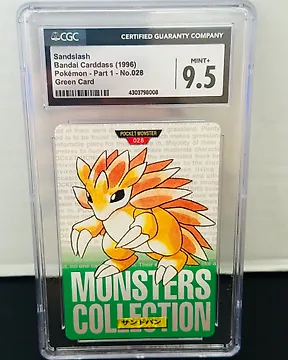 CGC
CERTIFIED GUARANTY COMPANY
Sandslash
Bandai Carddass (1996)
Pokémon - Part 1 - No.028
Green Card
4303798008
MINT+
9.5
POCKET MONSTER
028
MONSTERS
COLLECTION
サンドパン